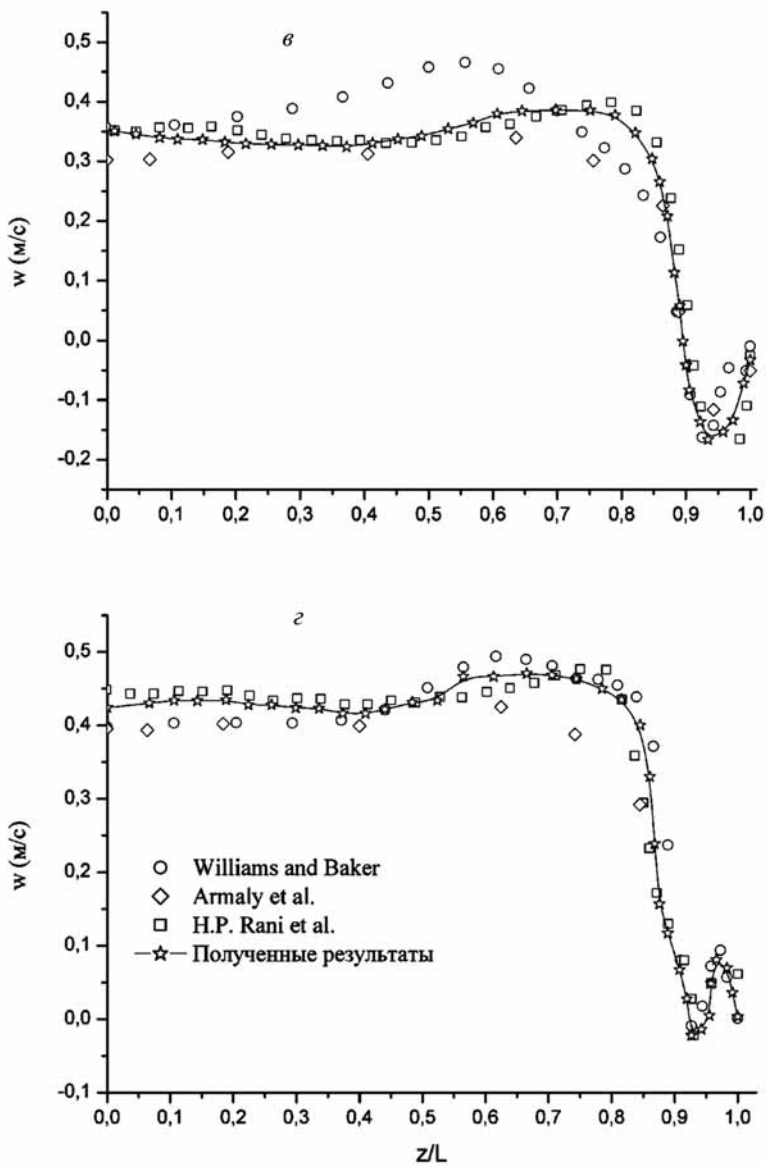 в
0,5
0,4
0,3
0,2
0,1
0,0
-0,1
-0,2
w (м/с)
0,0 0,1 0,2 0,3 0,4 0,5 0,6 0,7 0,8 0,9 1,0
г
0,5
0,4
0,3
0,2
0,1
0,0
-0,1
w (м/с)
Williams and Baker
Armaly et al.
H.P. Rani et al.
Полученные результаты
0,0 0,1 0,2 0,3 0,4 0,5 0,6 0,7 0,8 0,9 1,0
z/L